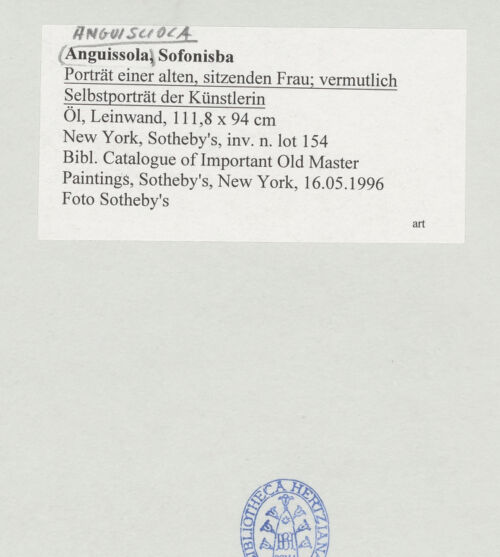 ANGUISCIOLA
(Anguissola), Sofonisba
Porträt einer alten, sitzenden Frau; vermutlich
Selbstporträt der Künstlerin
Öl, Leinwand, 111,8 x 94 cm
New York, Sotheby's, inv. n. lot 154
Bibl. Catalogue of Important Old Master
Paintings, Sotheby's, New York, 16.05.1996
Foto Sotheby's
art
BIBLIOTHECA HERTZIAN